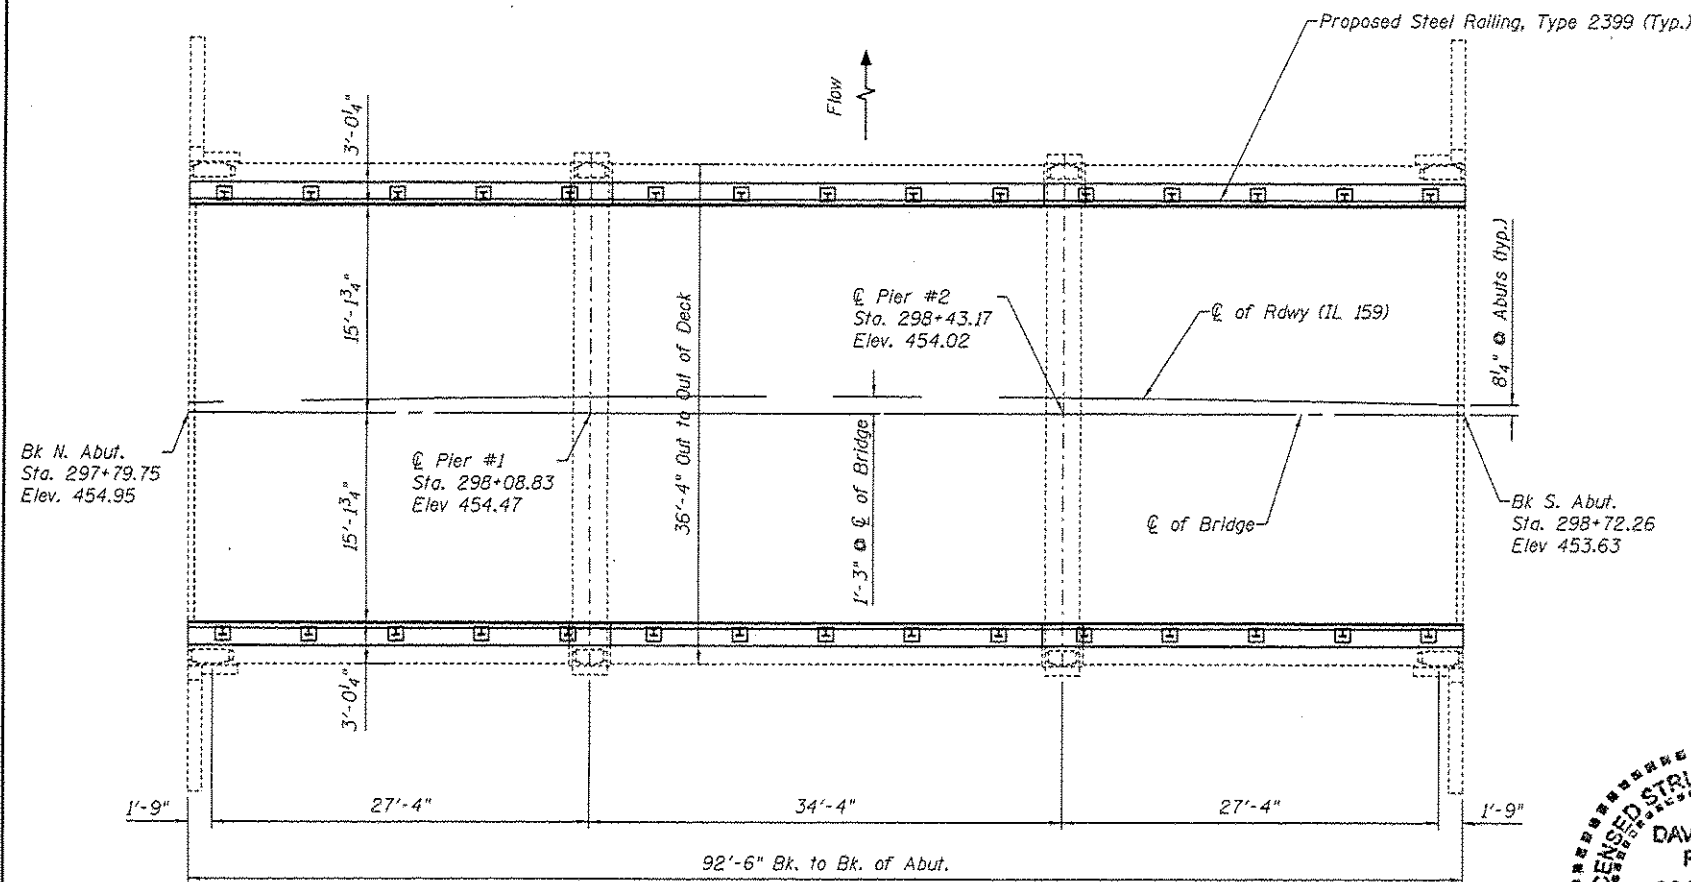 Proposed Steel Railing, Type 2399 (Typ.)
Flow
3'-0¼"
15'-1¾"
36'-4" Out to Out of Deck
℄ Pier #2
Sta. 298+43.17
Elev. 454.02
℄ of Rdwy (IL 159)
8¼" @ Abuts (typ.)
Bk N. Abut.
Sta. 297+79.75
Elev. 454.95
℄ Pier #1
Sta. 298+08.83
Elev 454.47
15'-1¾"
1'-3" @ ℄ of Bridge
℄ of Bridge
Bk S. Abut.
Sta. 298+72.26
Elev 453.63
3'-0¼"
1'-9"
27'-4"
34'-4"
27'-4"
1'-9"
92'-6" Bk. to Bk. of Abut.